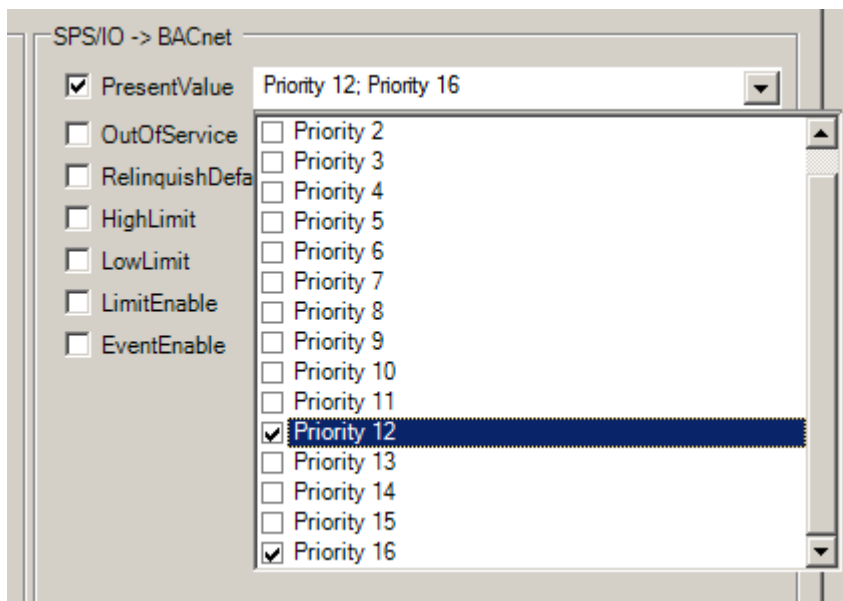 SPS/IO -> BACnet
PresentValue
Priority 12; Priority 16
OutOfService
RelinquishDefa
HighLimit
LowLimit
LimitEnable
EventEnable
Priority 2
Priority 3
Priority 4
Priority 5
Priority 6
Priority 7
Priority 8
Priority 9
Priority 10
Priority 11
Priority 12
Priority 13
Priority 14
Priority 15
Priority 16